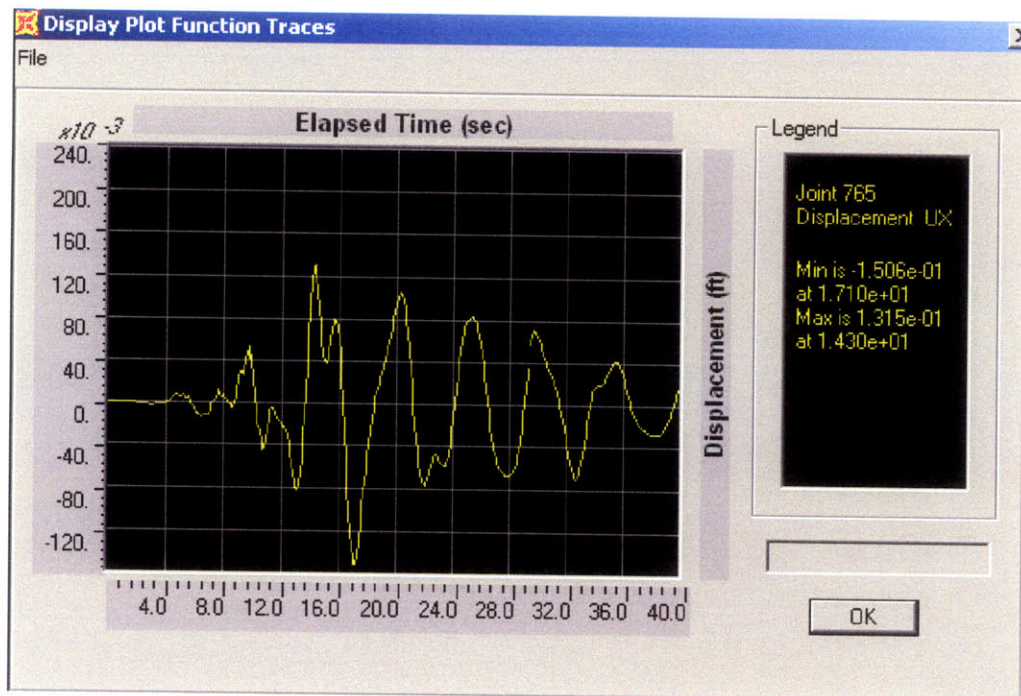 Display Plot Function Traces
File
x10 -3
Elapsed Time (sec)
240.
200.
160.
120.
80.
40.
0.
-40.
-80.
-120.
4.0 8.0 12.0 16.0 20.0 24.0 28.0 32.0 36.0 40.0
Displacement (ft)
Legend
Joint 765
Displacement UX
Min is -1.506e-01
at 1.710e+01
Max is 1.315e-01
at 1.430e+01
OK